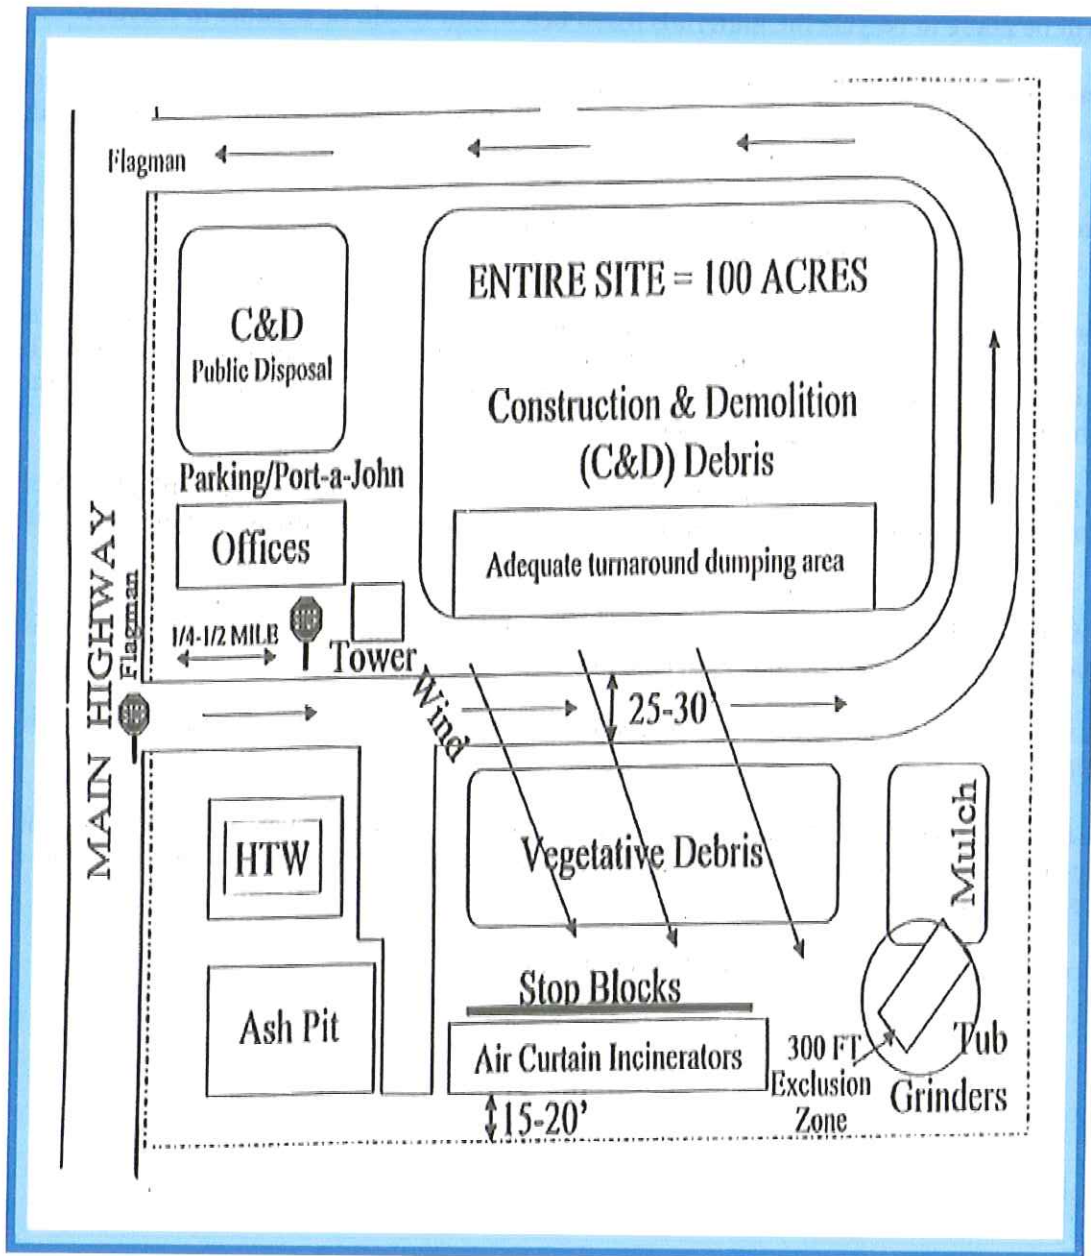 Flagman
C&D
Public Disposal
ENTIRE SITE = 100 ACRES
Construction & Demolition
(C&D) Debris
Parking/Port-a-John
Offices
Adequate turnaround dumping area
MAIN HIGHWAY
Flagman
1/4-1/2 MILE
Tower
Wind
25-30'
HTW
Vegetative Debris
Mulch
Stop Blocks
Ash Pit
Air Curtain Incinerators
300 FT
Exclusion
Zone
Tub
Grinders
15-20'